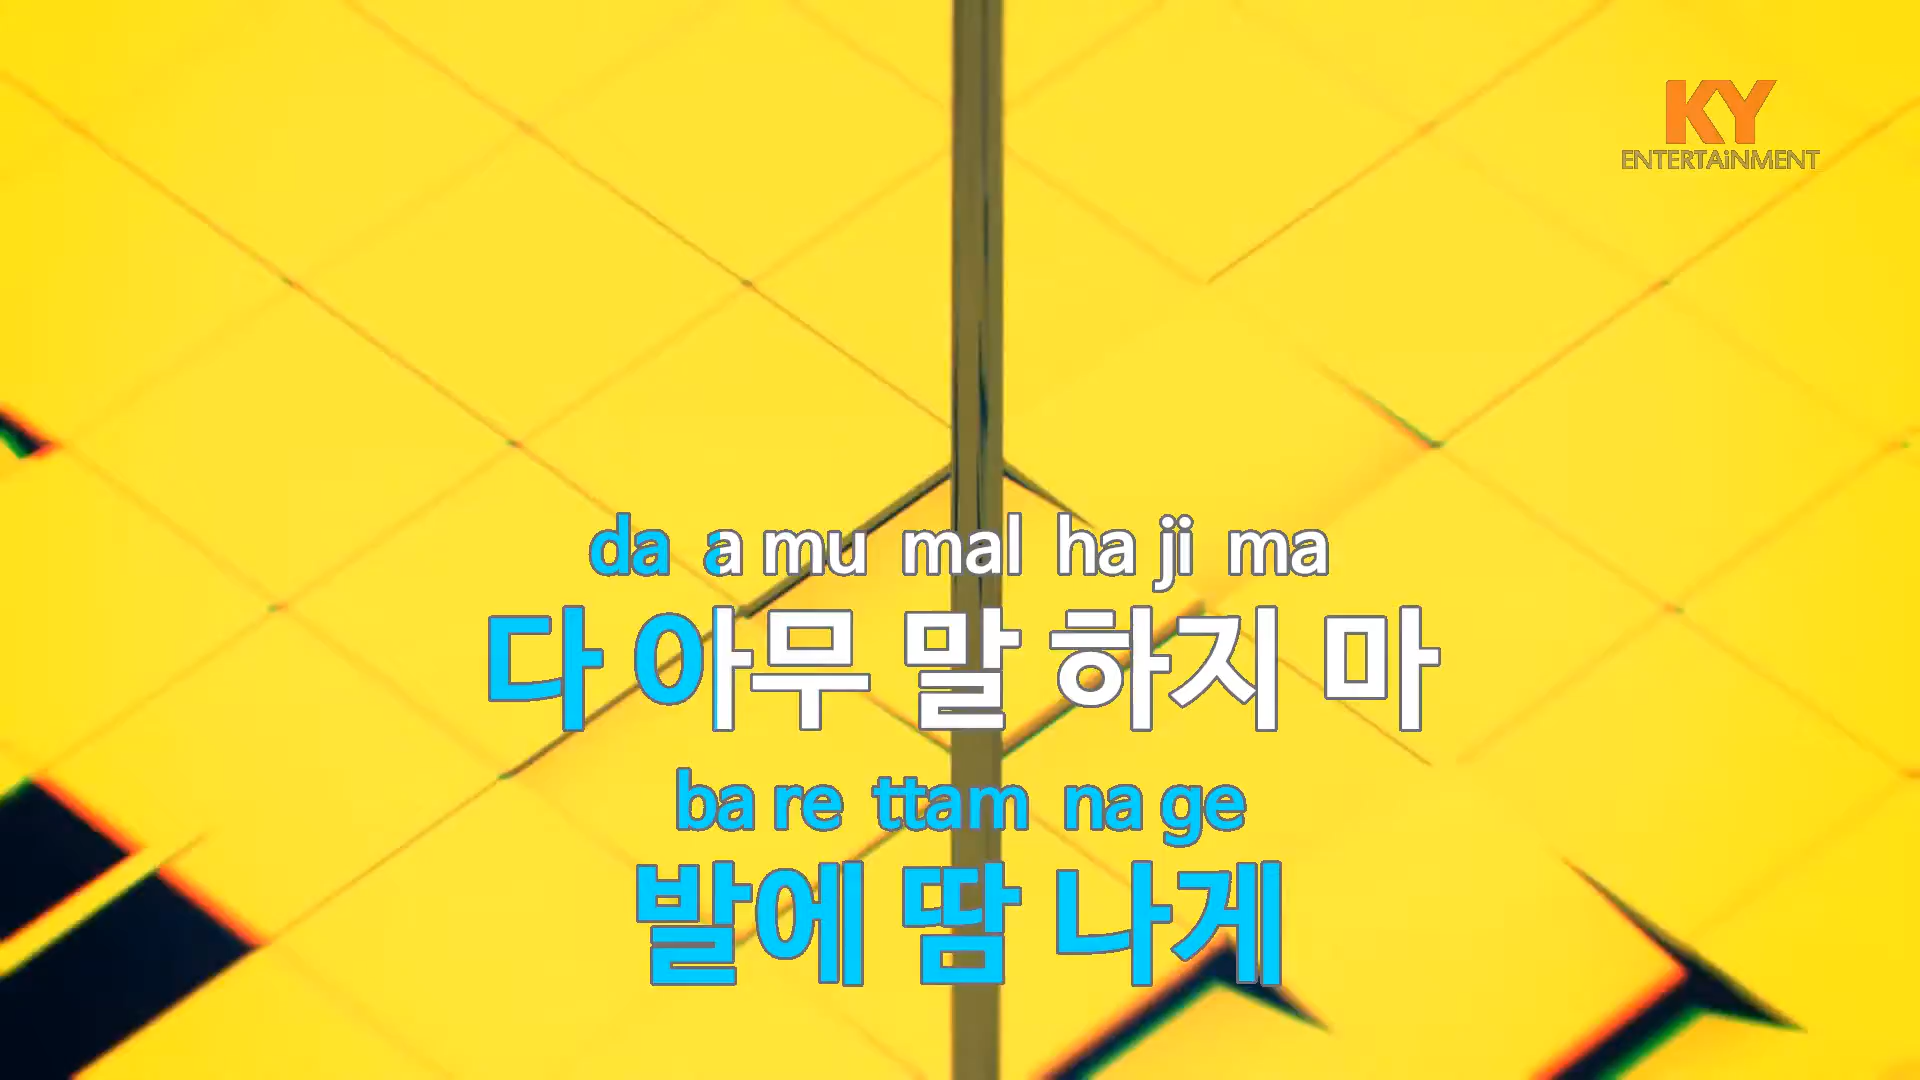 KY
ENTERTAiNMENT
da a mu mal ha ji ma
다 아무 말 하지 마
ba re ttam na ge
발에 땀 나게